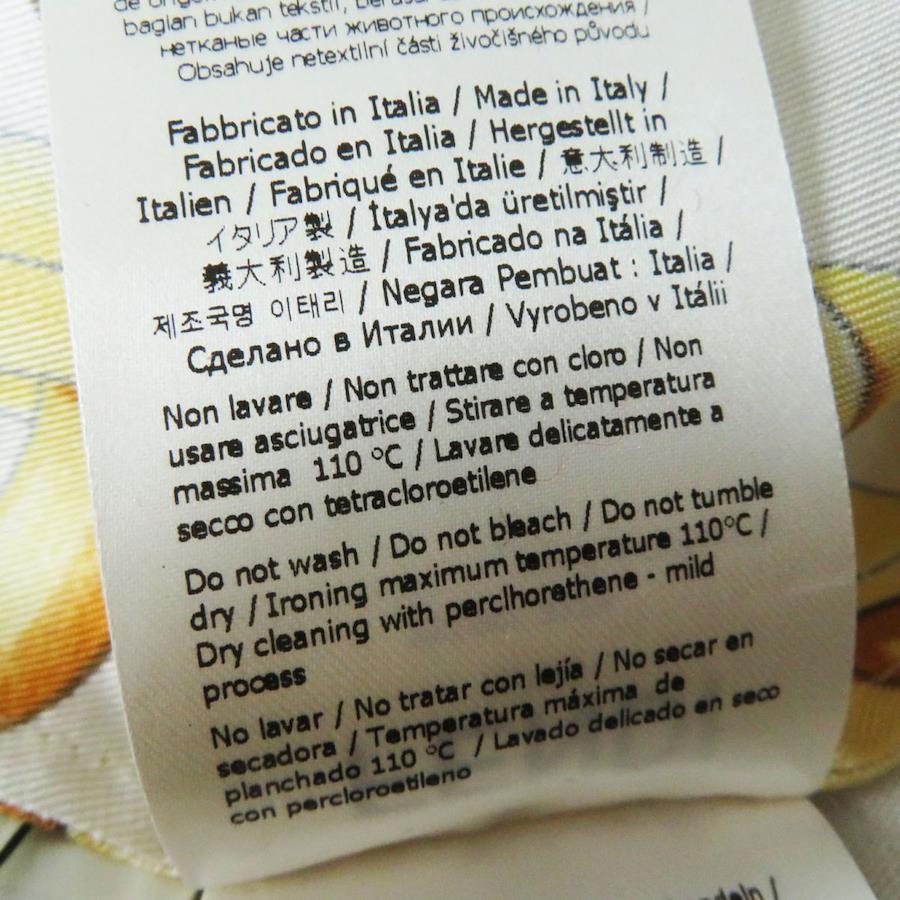 bagian bukan tekstil,
нетканые части животного происхождения /
Obsahuje netextilní části živočišného původu
Fabbricato in Italia / Made in Italy /
Fabricado en Italia / Hergestellt in
Italien / Fabriqué en Italie / 意大利制造 /
イタリア製 / İtalya'da üretilmiştir /
義大利製造 / Fabricado na Itália /
제조국명 이태리 / Negara Pembuat : Italia /
Сделано в Италии / Vyrobeno v Itálii
Non lavare / Non trattare con cloro / Non
usare asciugatrice / Stirare a temperatura
massima 110 °C / Lavare delicatamente a
secco con tetracloroetilene
Do not wash / Do not bleach / Do not tumble
dry / Ironing maximum temperature 110°C /
Dry cleaning with perclhorethene - mild
process
No lavar / No tratar con lejía / No secar en
secadora / Temperatura máxima de
planchado 110 °C / Lavado delicado en seco
con percloroetileno